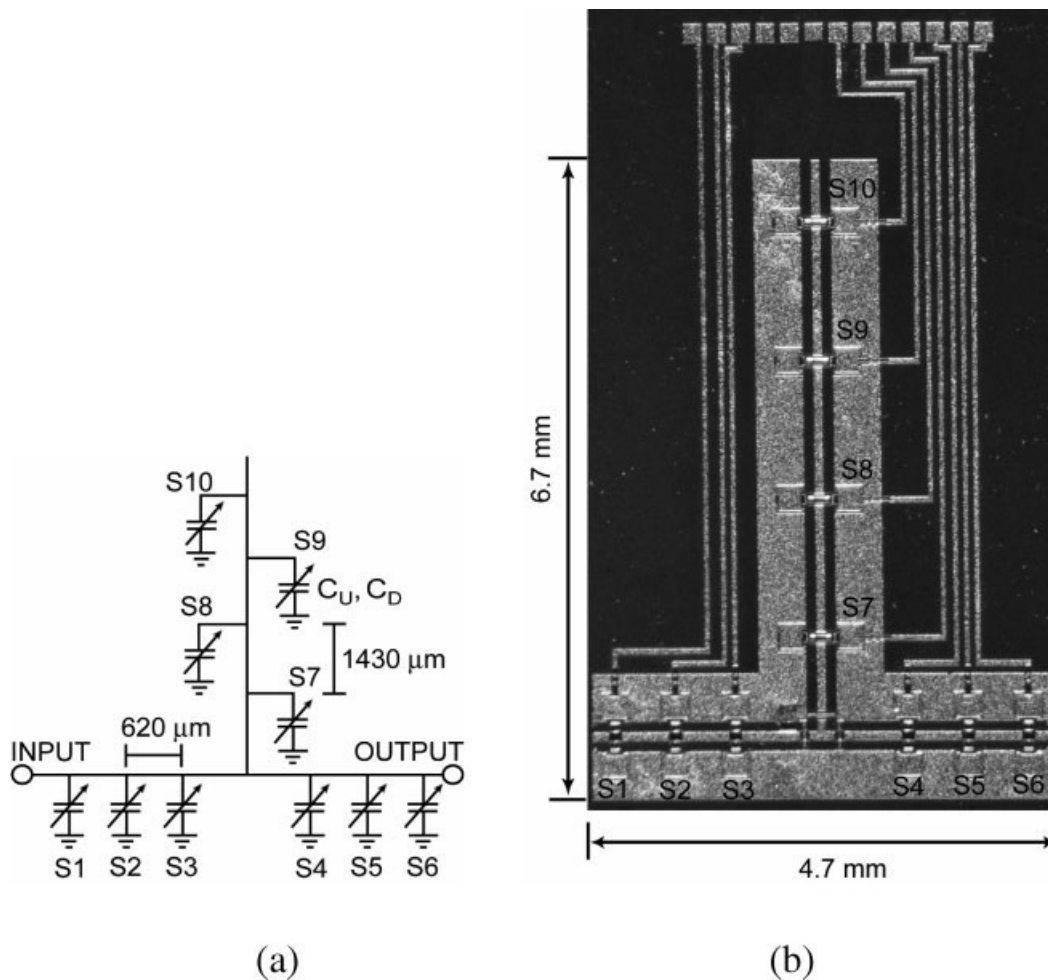 S10
S9
C_U, C_D
S8
1430 μm
S7
620 μm
INPUT
OUTPUT
S1 S2 S3 S4 S5 S6
(a)
S10
S9
S8
S7
6.7 mm
S1 S2 S3 S4 S5 S6
4.7 mm
(b)